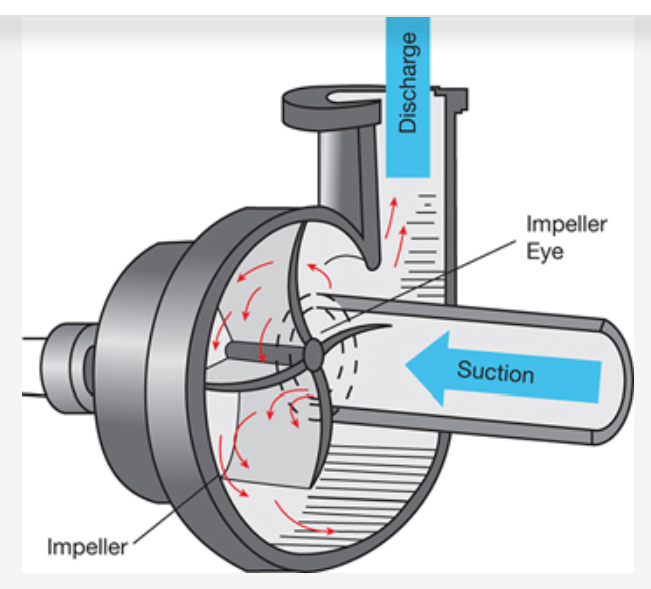 Discharge
Impeller
Eye
Suction
Impeller